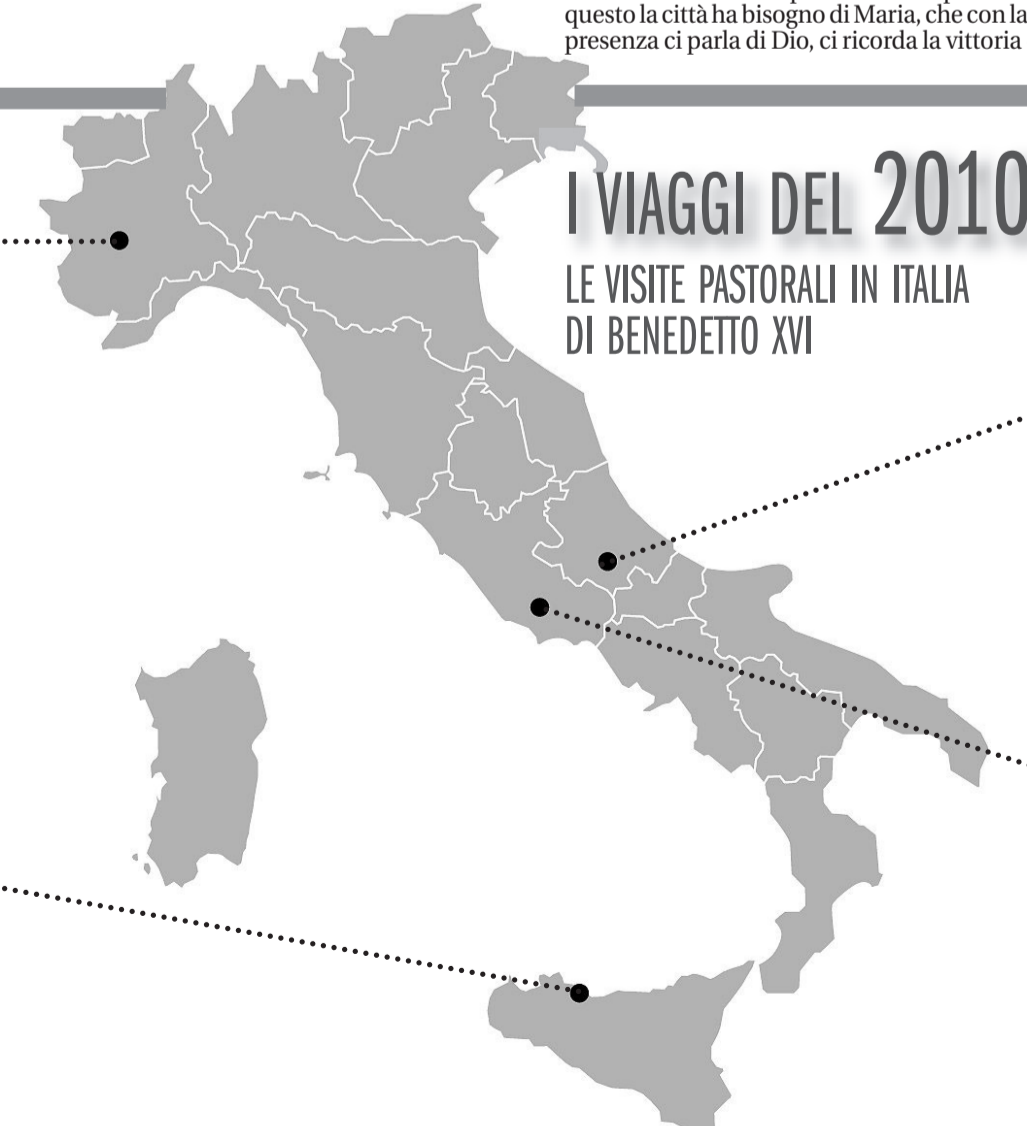 questo la città ha bisogno di Maria, che con la
presenza ci parla di Dio, ci ricorda la vittoria
I VIAGGI DEL 2010
LE VISITE PASTORALI IN ITALIA
DI BENEDETTO XVI